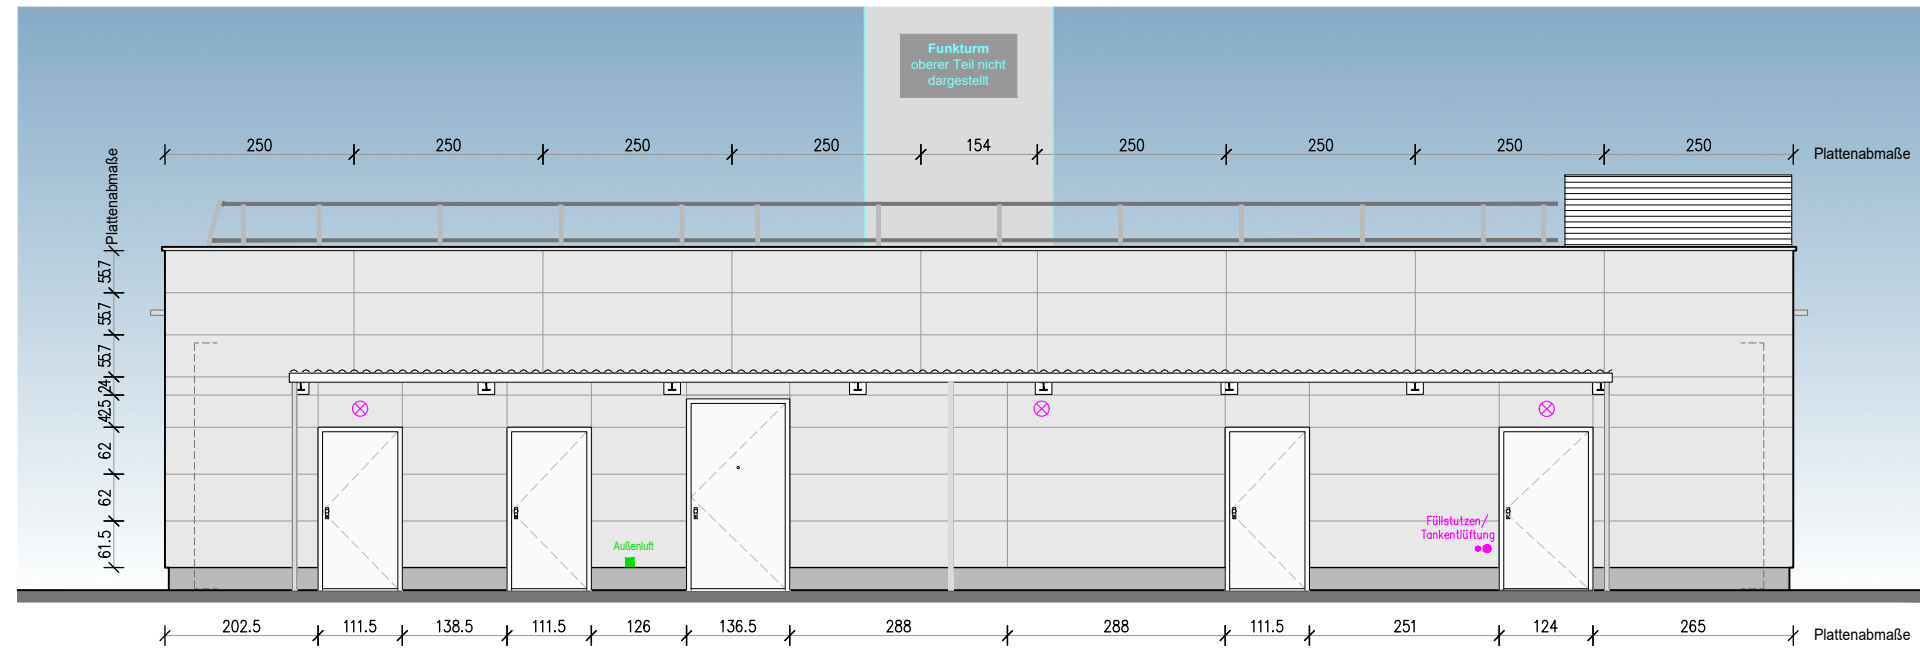 Funkturm
oberer Teil nicht
dargestellt
250 250 250 250 154 250 250 250 250 Plattenabmaße
Plattenabmaße
55.7
55.7
55.7
24
42.5
62
62
61.5
Füllstutzen/
Tankentlüftung
Außenluft
202.5 111.5 138.5 111.5 126 136.5 288 288 111.5 251 124 265 Plattenabmaße